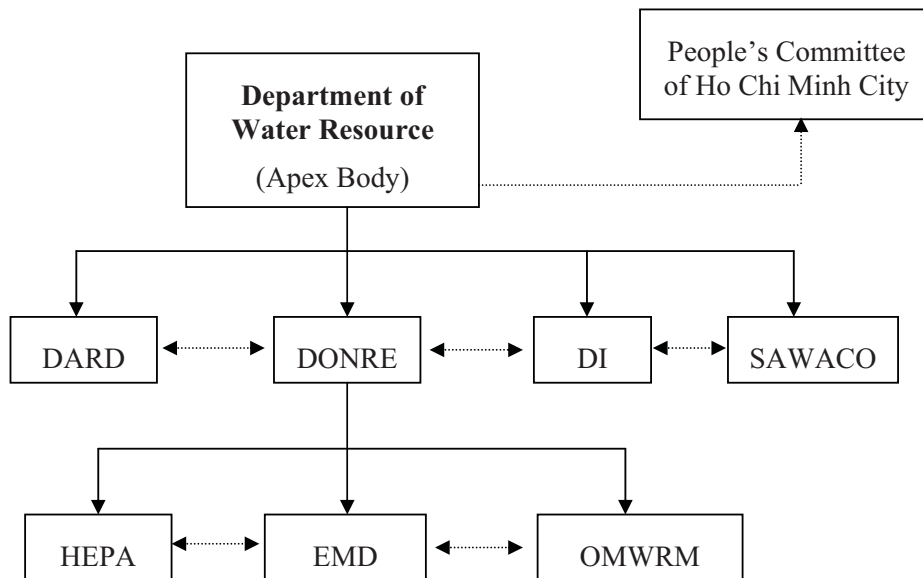 People’s Committee
of Ho Chi Minh City
Department of
Water Resource
(Apex Body)
DARD
DONRE
DI
SAWACO
HEPA
EMD
OMWRM